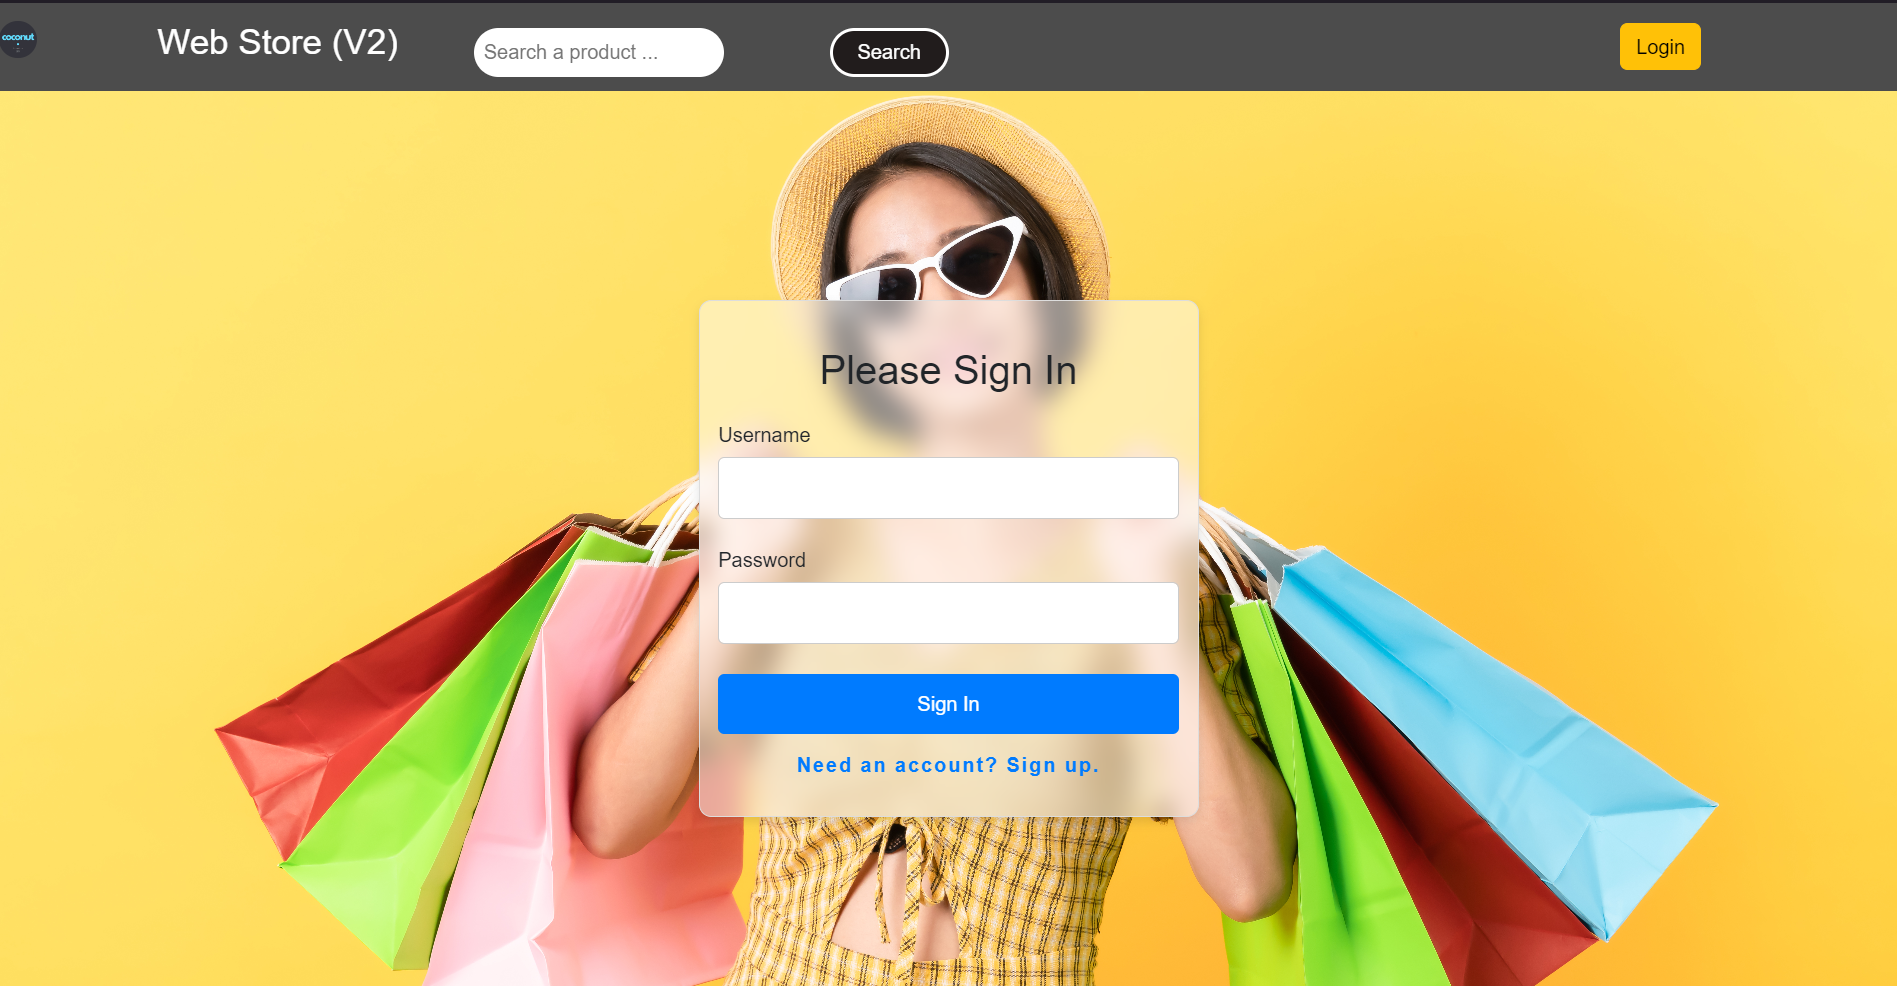 coconut
Web Store (V2)
Search a product ...
Search
Login
Please Sign In
Username
Password
Sign In
Need an account? Sign up.